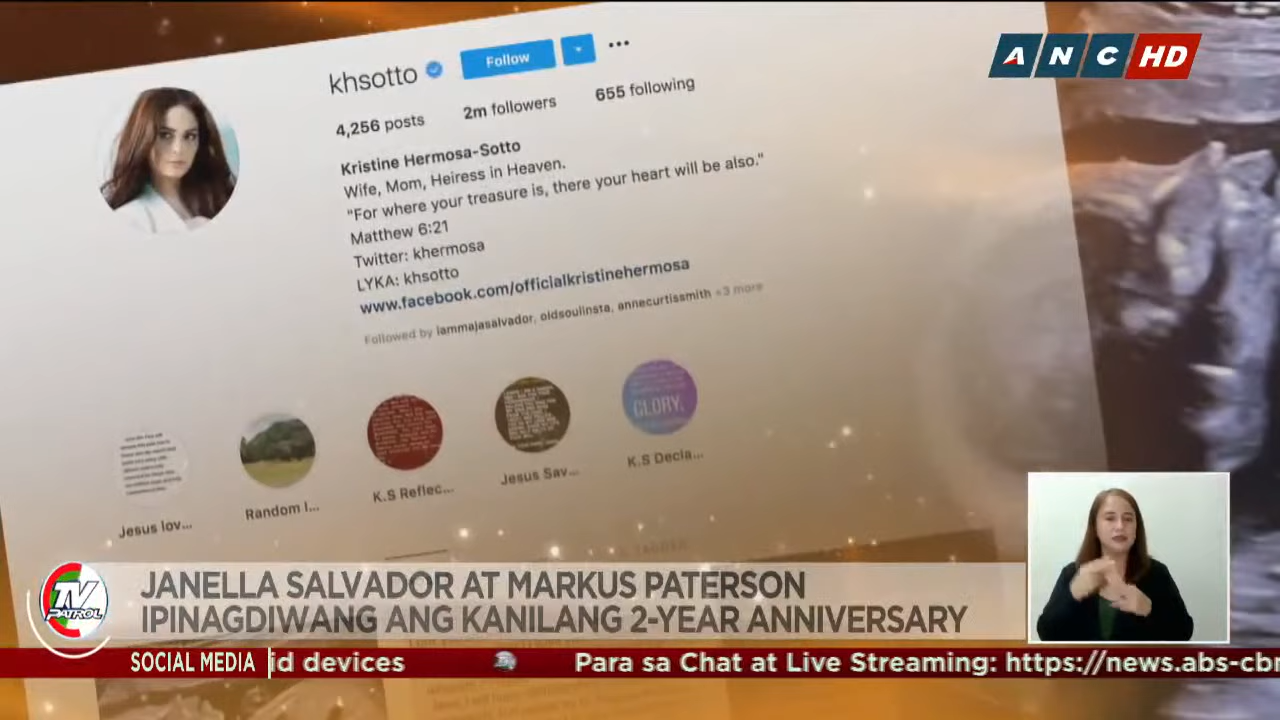 khsotto
Follow
4,256 posts
2m followers
655 following
Kristine Hermosa-Sotto
Wife, Mom, Heiress in Heaven.
"For where your treasure is, there your heart will be also."
Matthew 6:21
Twitter: khermosa
LYKA: khsotto
www.facebook.com/officialkristinehermosa
Followed by iammajasalvador, oldsoulinsta, annecurtissmith +3 more
GLORY.
Jesus lov...
Random I...
K.S Reflec...
Jesus Sav...
K.S Decla...
ANC HD
TV PATROL
JANELLA SALVADOR AT MARKUS PATERSON
IPINAGDIWANG ANG KANILANG 2-YEAR ANNIVERSARY
SOCIAL MEDIA
id devices
Para sa Chat at Live Streaming: https://news.abs-cbn